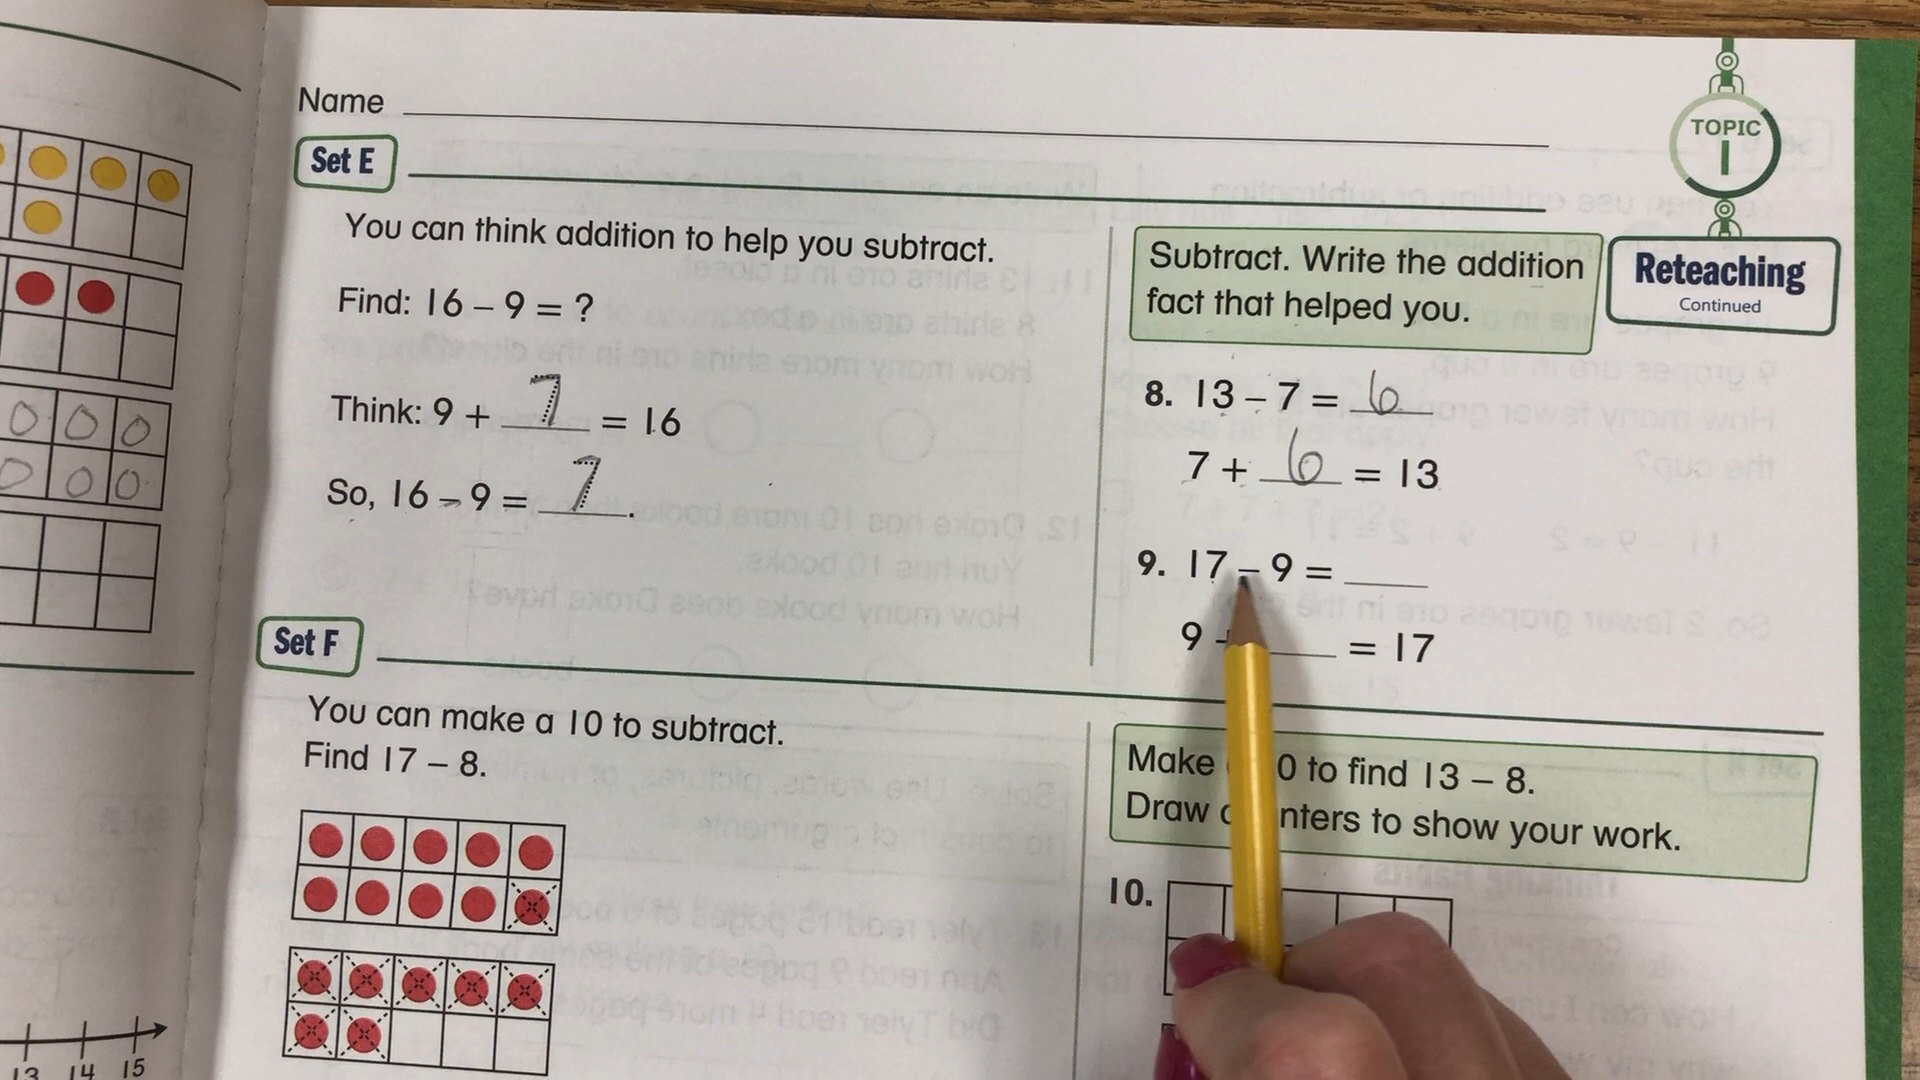 Name
TOPIC
1
Set E
Reteaching
Continued
You can think addition to help you subtract.
Find: 16 – 9 = ?
Think: 9 + 7 = 16
So, 16 – 9 = 7.
Subtract. Write the addition
fact that helped you.
8. 13 – 7 = 6
7 + 6 = 13
9. 17 – 9 = ____
9 + ____ = 17
Set F
You can make a 10 to subtract.
Find 17 – 8.
Make 0 to find 13 – 8.
Draw nters to show your work.
10.
13 14 15